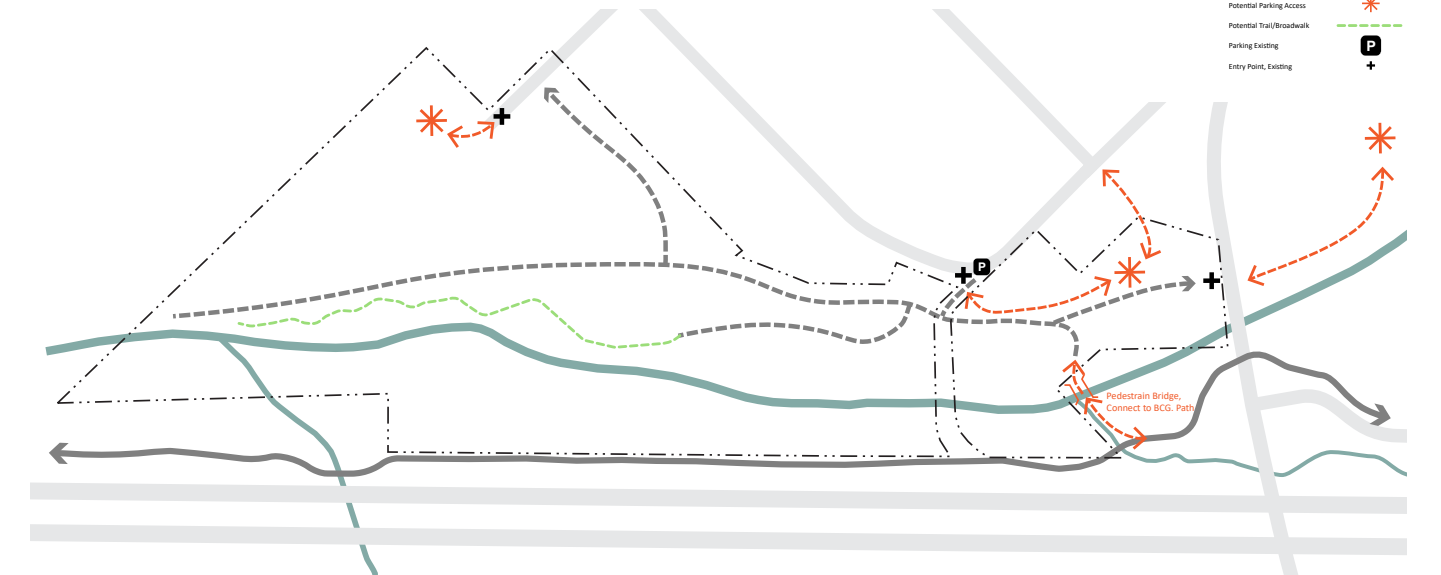 Potential Parking Access
Potential Trail/Broadwalk
Parking Existing
P
Entry Point, Existing
P
Pedestrain Bridge,
Connect to BCG. Path